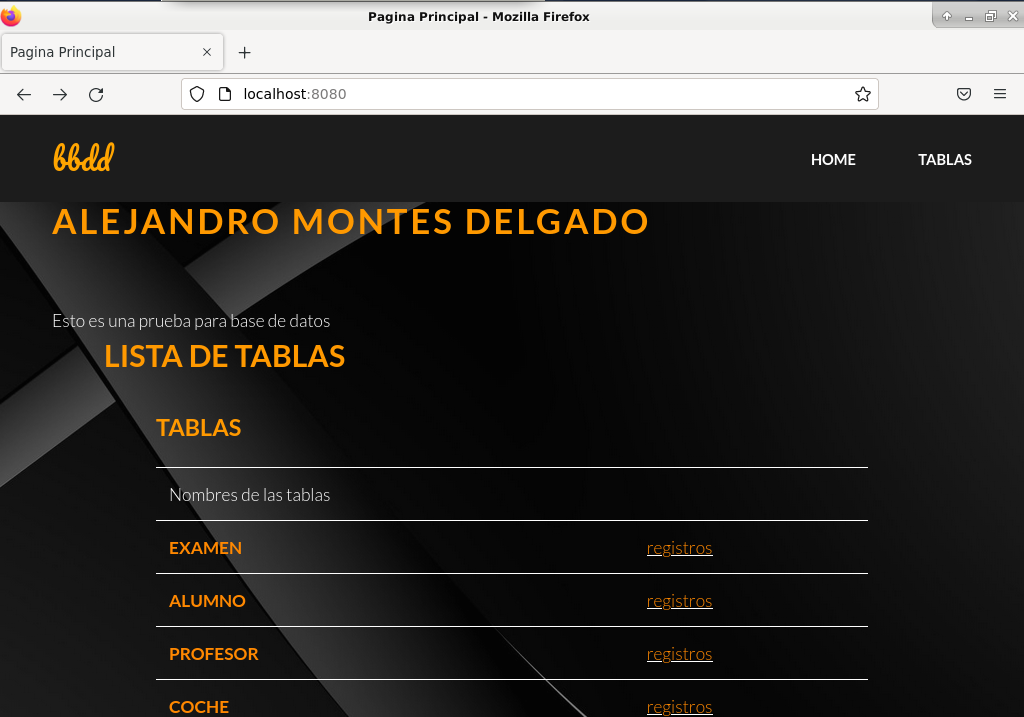 Pagina Principal - Mozilla Firefox
Pagina Principal
localhost:8080
bbdd
HOME TABLAS
ALEJANDRO MONTES DELGADO
Esto es una prueba para base de datos
LISTA DE TABLAS
TABLAS
Nombres de las tablas
EXAMEN registros
ALUMNO registros
PROFESOR registros
COCHE registros